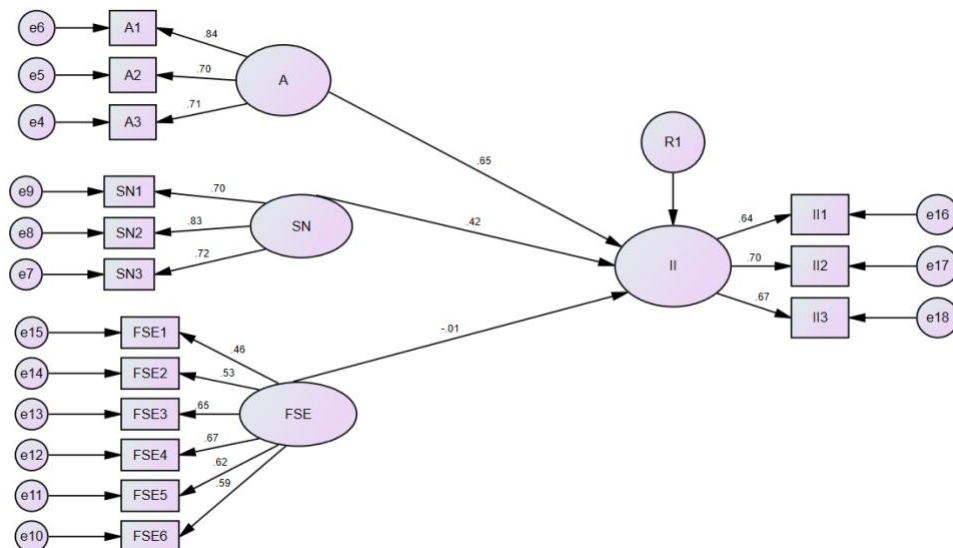 e6
A1
.84
e5
A2
.70
A
e4
A3
.71
.65
R1
e9
SN1
.70
e8
SN2
.83
SN
.42
e7
SN3
.72
II
.64
II1
e16
.70
II2
e17
.67
II3
e18
e15
FSE1
.46
-.01
e14
FSE2
.53
e13
FSE3
.65
FSE
e12
FSE4
.67
e11
FSE5
.62
e10
FSE6
.59